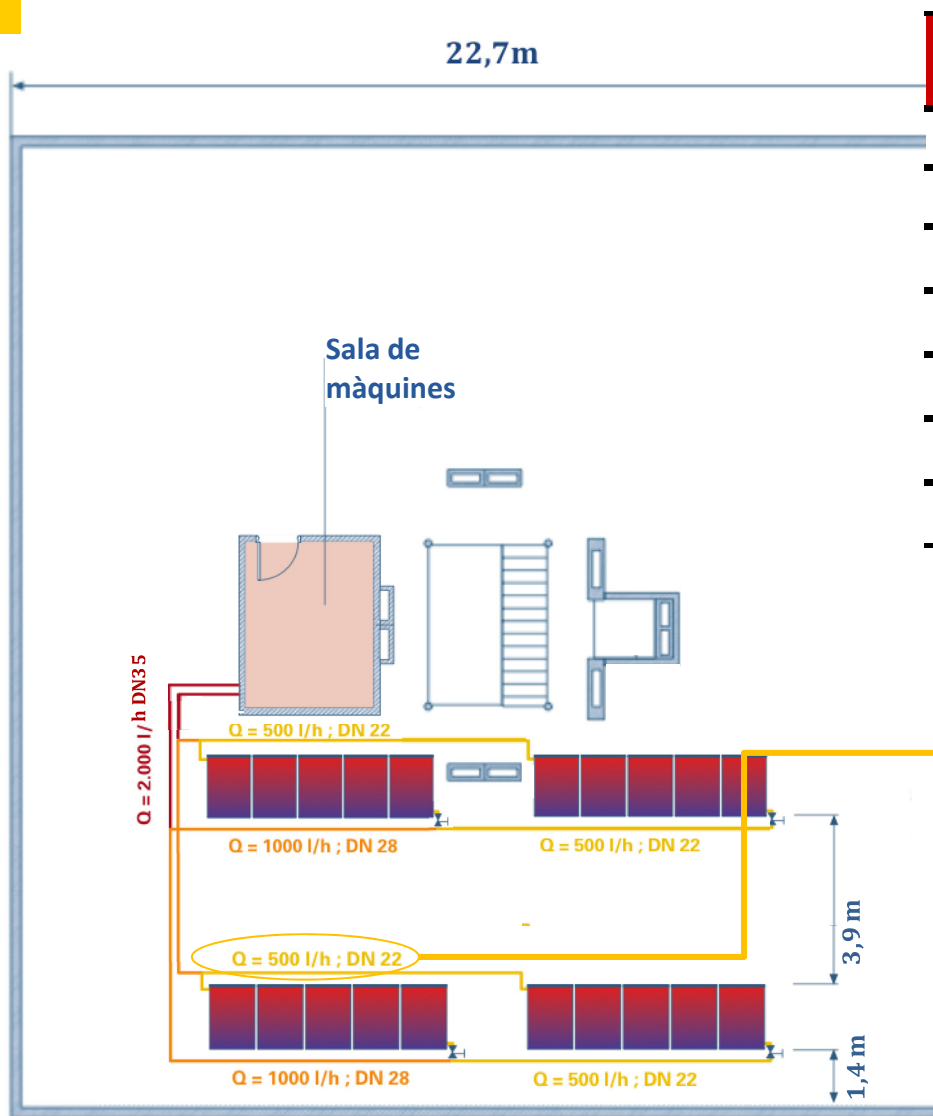 22,7m
Sala de
màquines
Q = 2.000 l/h DN35
Q = 500 l/h ; DN 22
Q = 1000 l/h ; DN 28
Q = 500 l/h ; DN 22
3,9 m
Q = 500 l/h ; DN 22
Q = 1000 l/h ; DN 28
Q = 500 l/h ; DN 22
1,4 m